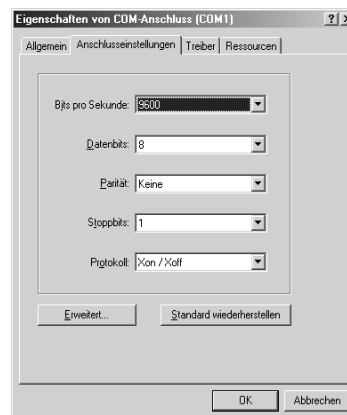 Eigenschaften von COM-Anschluss (COM1)
Allgemein Anschlusseinstellungen Treiber Ressourcen
Bits pro Sekunde: 9600
Datenbits: 8
Parität: Keine
Stoppbits: 1
Protokoll: Xon / Xoff
Erweitert... Standard wiederherstellen
OK Abbrechen